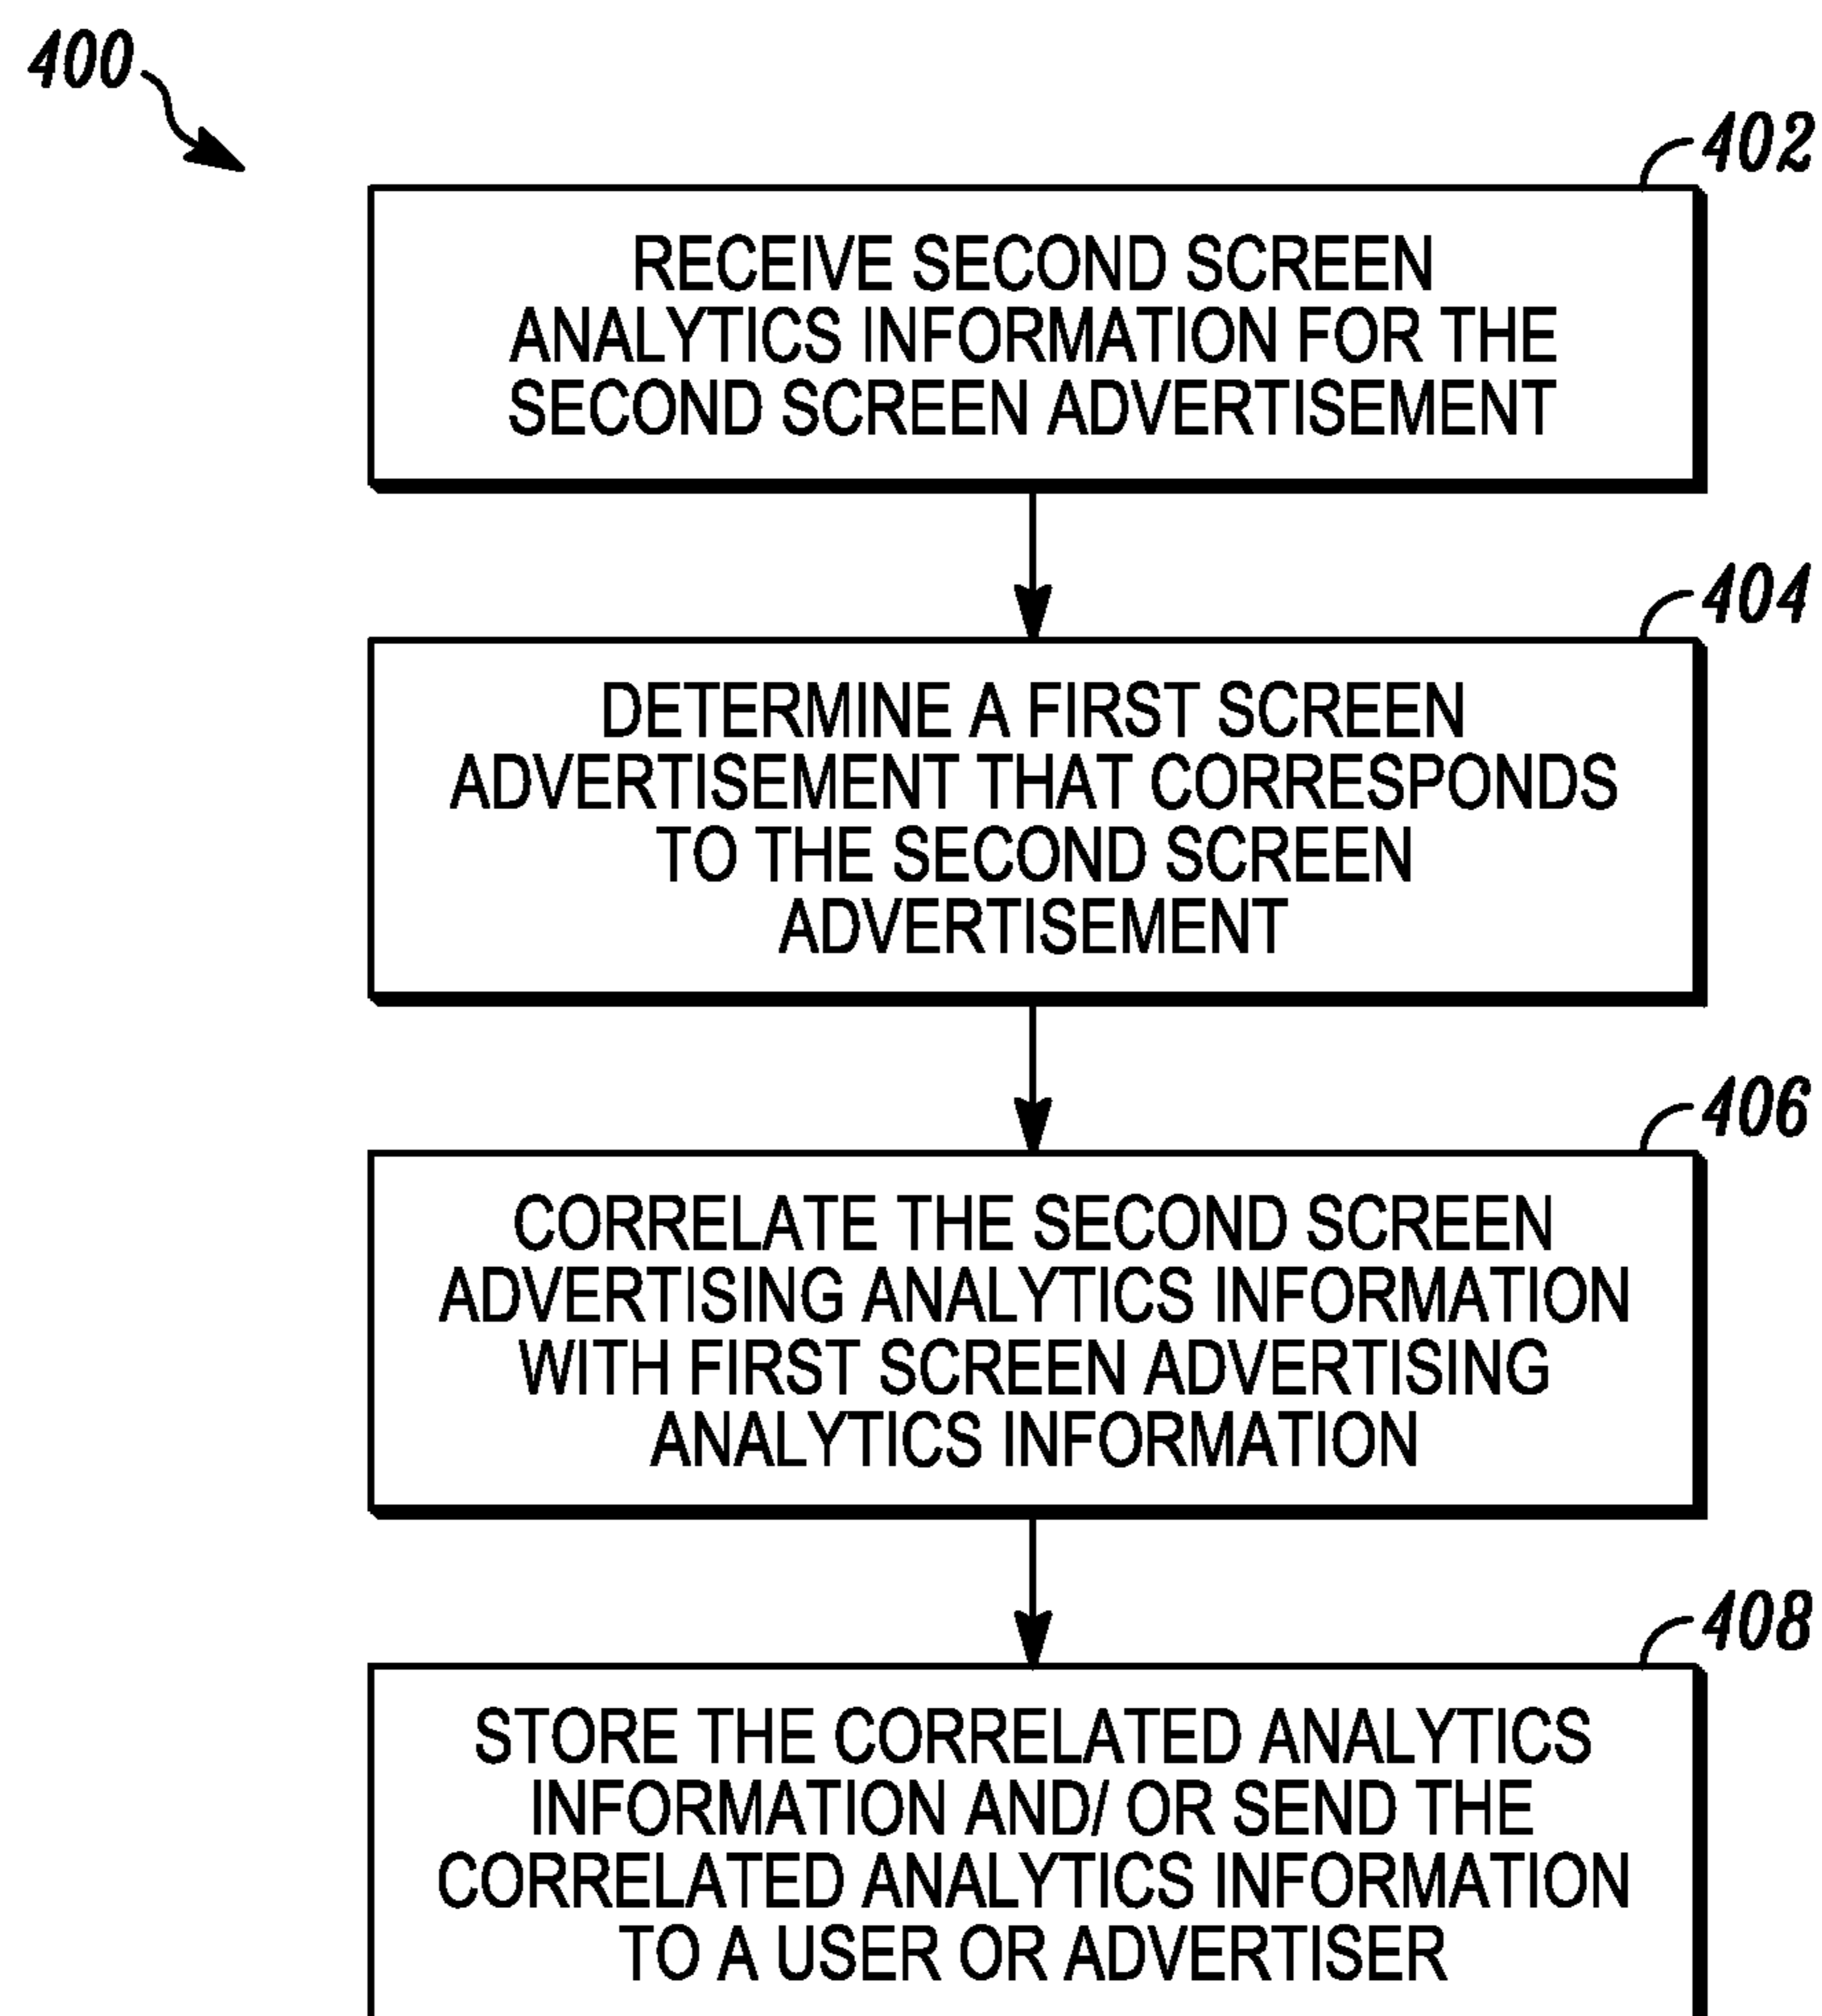 400
402
RECEIVE SECOND SCREEN
ANALYTICS INFORMATION FOR THE
SECOND SCREEN ADVERTISEMENT
404
DETERMINE A FIRST SCREEN
ADVERTISEMENT THAT CORRESPONDS
TO THE SECOND SCREEN
ADVERTISEMENT
406
CORRELATE THE SECOND SCREEN
ADVERTISING ANALYTICS INFORMATION
WITH FIRST SCREEN ADVERTISING
ANALYTICS INFORMATION
408
STORE THE CORRELATED ANALYTICS
INFORMATION AND/ OR SEND THE
CORRELATED ANALYTICS INFORMATION
TO A USER OR ADVERTISER